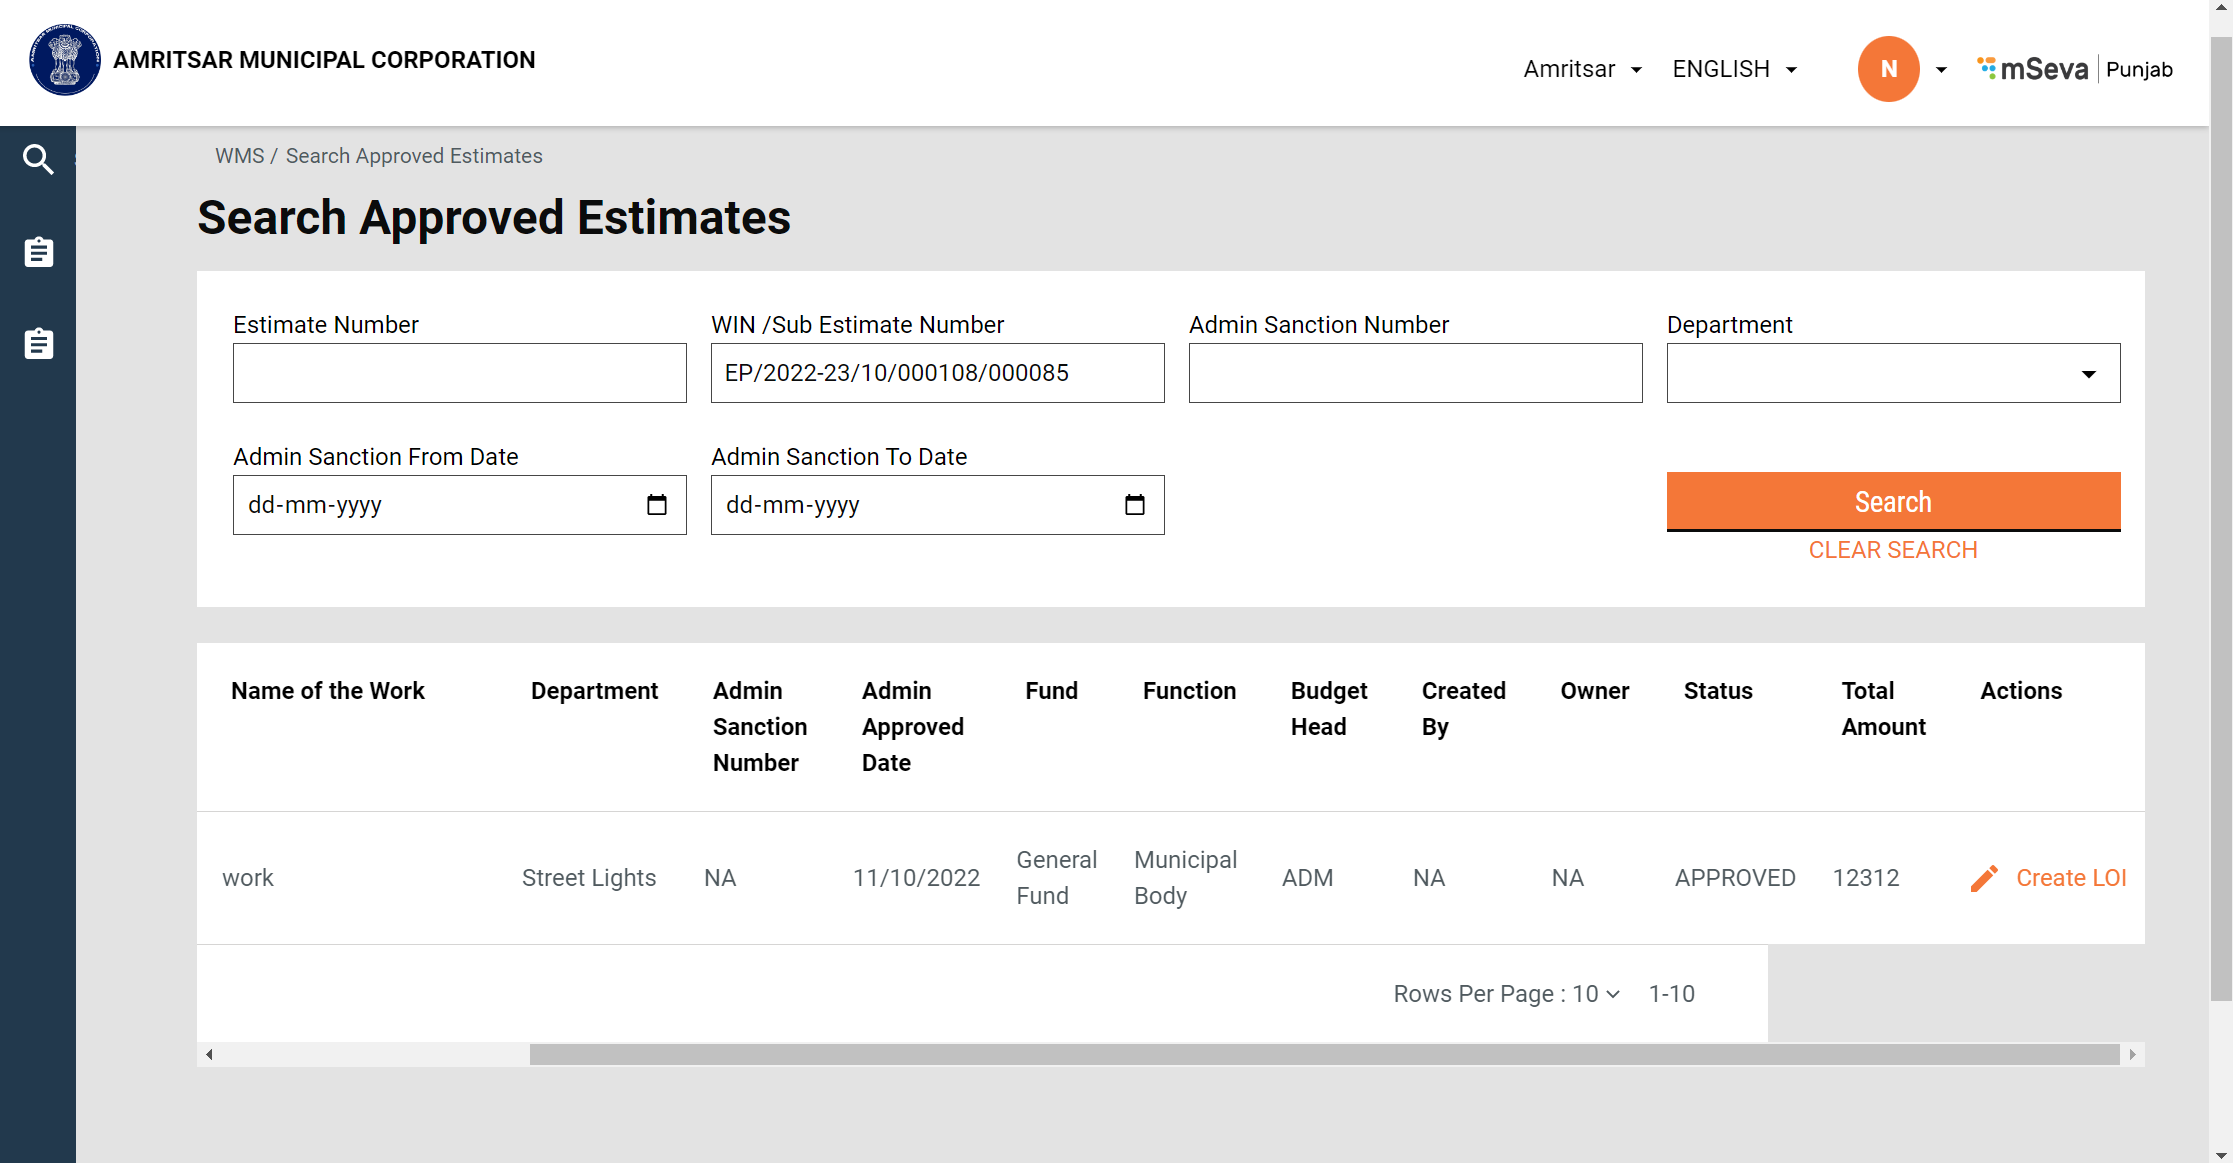 AMRITSAR MUNICIPAL CORPORATION
Amritsar ENGLISH N mSeva Punjab
WMS / Search Approved Estimates
Search Approved Estimates
Estimate Number WIN /Sub Estimate Number Admin Sanction Number Department
EP/2022-23/10/000108/000085
Admin Sanction From Date Admin Sanction To Date
dd-mm-yyyy dd-mm-yyyy
Search
CLEAR SEARCH
Name of the Work Department Admin Admin Fund Function Budget Created Owner Status Total Actions
Sanction Approved Head By Amount
Number Date
work Street Lights NA 11/10/2022 General Municipal ADM NA NA APPROVED 12312 Create LOI
Fund Body
Rows Per Page : 10 1-10